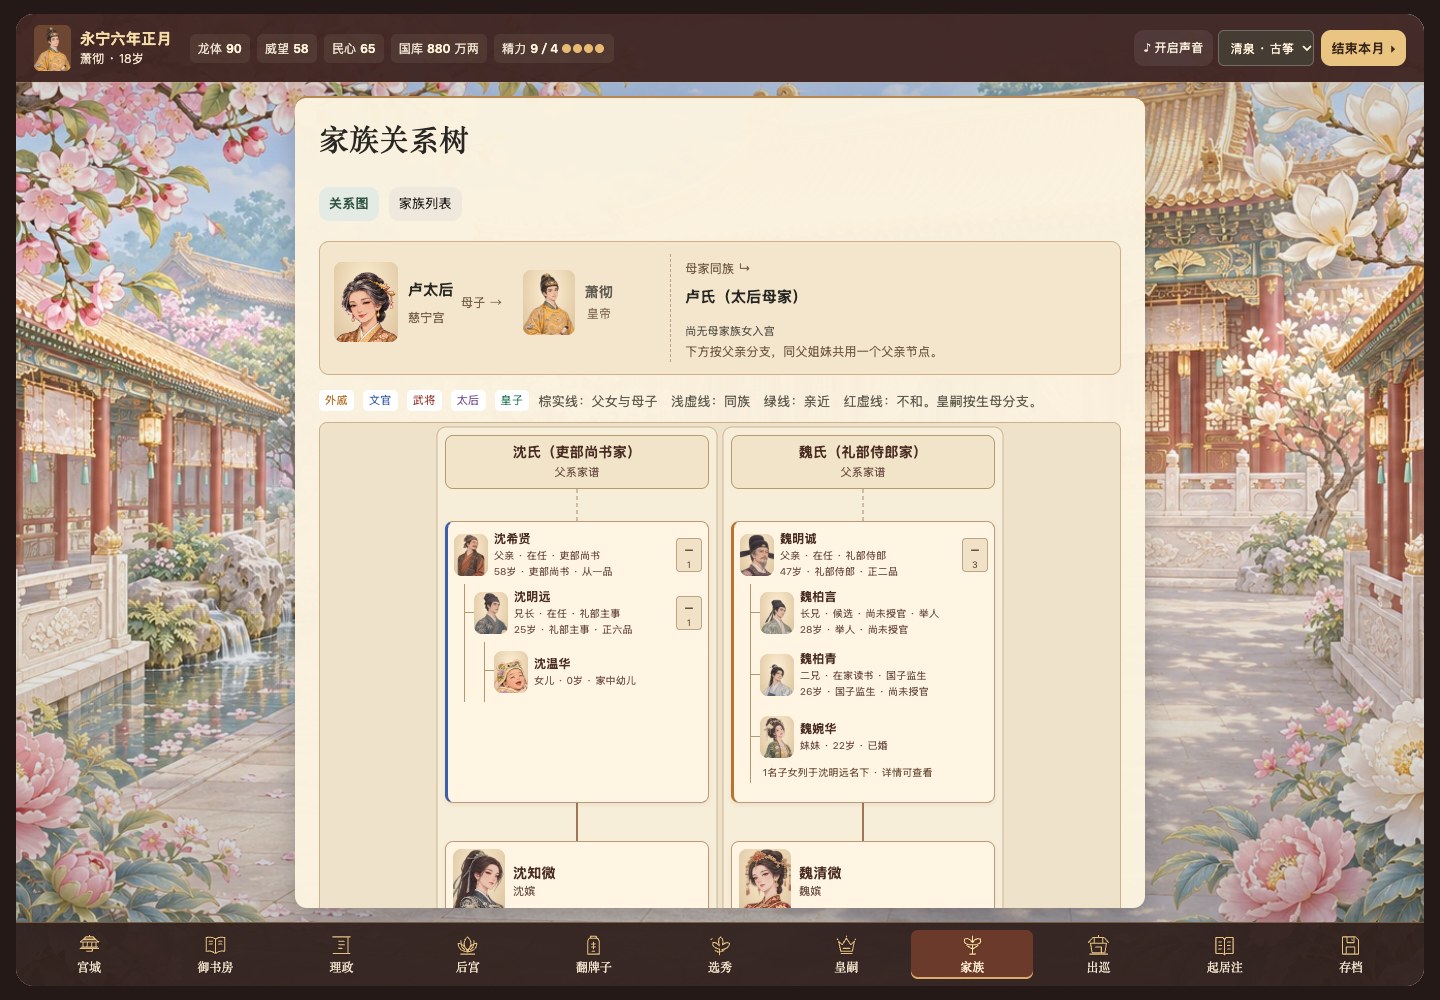 永宁六年正月
萧彻 · 18岁
龙体 90
威望 58
民心 65
国库 880 万两
精力 9 / 4
♪ 开启声音
清泉 · 古筝
结束本月
家族关系树
关系图
家族列表
卢太后
慈宁宫
母子 →
萧彻
皇帝
母家同族 ↳
卢氏（太后母家）
尚无母家族女入宫
下方按父亲分支，同父姐妹共用一个父亲节点。
外戚
文官
武将
太后
皇子
棕实线：父女与母子 浅虚线：同族 绿线：亲近 红虚线：不和。皇嗣按生母分支。
沈氏（吏部尚书家）
父系家谱
沈希贤
父亲 · 在任 · 吏部尚书
58岁 · 吏部尚书 · 从一品
−
1
沈明远
兄长 · 在任 · 礼部主事
25岁 · 礼部主事 · 正六品
−
1
沈温华
女儿 · 0岁 · 家中幼儿
沈知微
沈嫔
魏氏（礼部侍郎家）
父系家谱
魏明诚
父亲 · 在任 · 礼部侍郎
47岁 · 礼部侍郎 · 正二品
−
3
魏柏言
长兄 · 候选 · 尚未授官 · 举人
28岁 · 举人 · 尚未授官
魏柏青
二兄 · 在家读书 · 国子监生
26岁 · 国子监生 · 尚未授官
魏婉华
妹妹 · 22岁 · 已婚
1名子女列于沈明远名下 · 详情可查看
魏清微
魏嫔
官城
御书房
理政
后宫
翻牌子
选秀
皇嗣
家族
出巡
起居注
存档